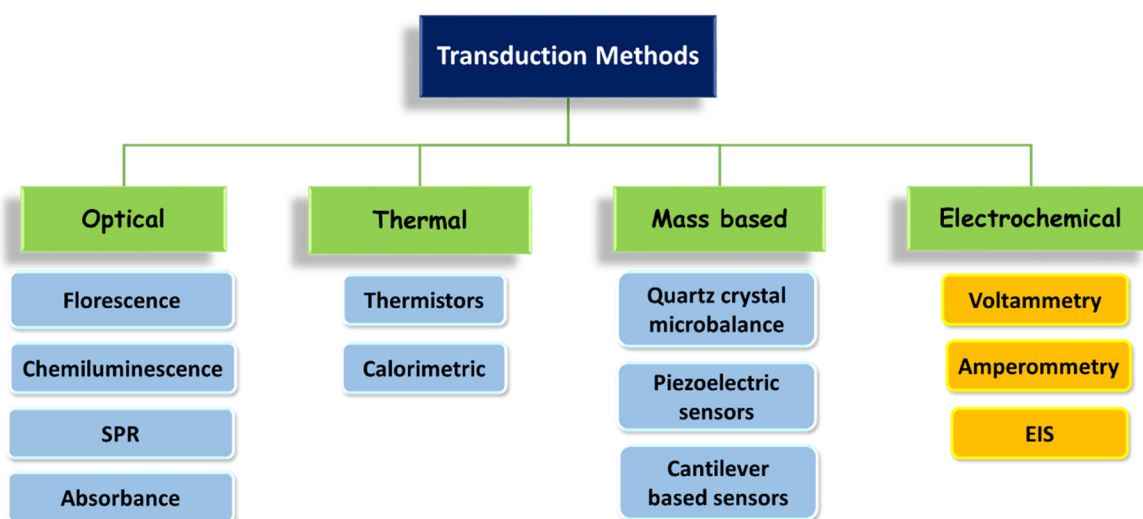 Transduction Methods
Optical
Florescence
Chemiluminescence
SPR
Absorbance
Thermal
Thermistors
Calorimetric
Mass based
Quartz crystal
microbalance
Piezoelectric
sensors
Cantilever
based sensors
Electrochemical
Voltammetry
Amperommetry
EIS